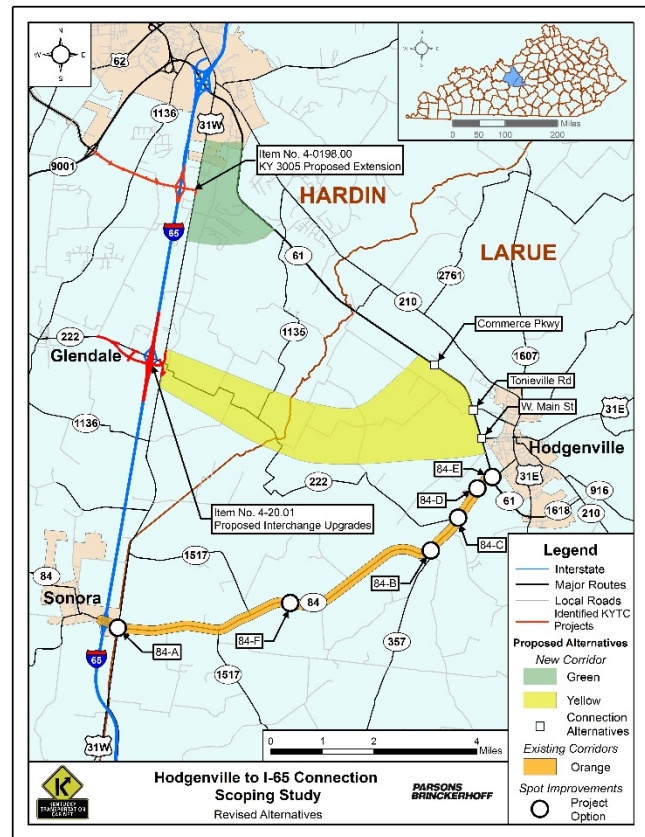 N
W E
S
62
1136
31W
9001
Miles
0 50 100 200
Item No. 4-0198.00
KY 3005 Proposed Extension
HARDIN
65
61
LARUE
2761
210
1135
Commerce Pkwy
222
Glendale
1607
Tonieville Rd
31E
W. Main St
1136
Hodgenville
84-E
31E
222
84-D
61
916
Item No. 4-20.01
Proposed Interchange Upgrades
1618
210
84-C
1517
84
84-B
Sonora
84
84-F
357
65
84-A
1517
31W
0 2 4
Miles
Legend
Interstate
Major Routes
Local Roads
Identified KYTC
Projects
Proposed Alternatives
New Corridor
Green
Yellow
Connection
Alternatives
Existing Corridors
Orange
Spot Improvements
Project
Option
KENTUCKY
TRANSPORTATION
CABINET
Hodgenville to I-65 Connection
Scoping Study
Revised Alternatives
PARSONS
BRINCKERHOFF